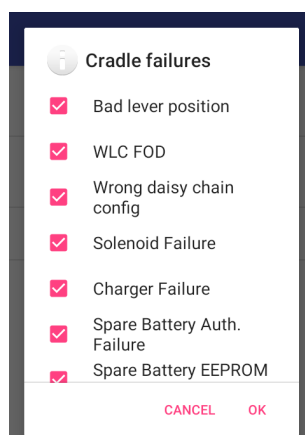 Cradle failures
Bad lever position
WLC FOD
Wrong daisy chain
config
Solenoid Failure
Charger Failure
Spare Battery Auth.
Failure
Spare Battery EEPROM
CANCEL OK